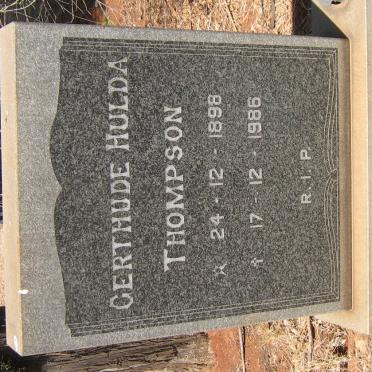 GERTHUDE HULDA
THOMPSON
☆ 24 - 12 - 1898
✝ 17 - 12 - 1986
R. I. P.